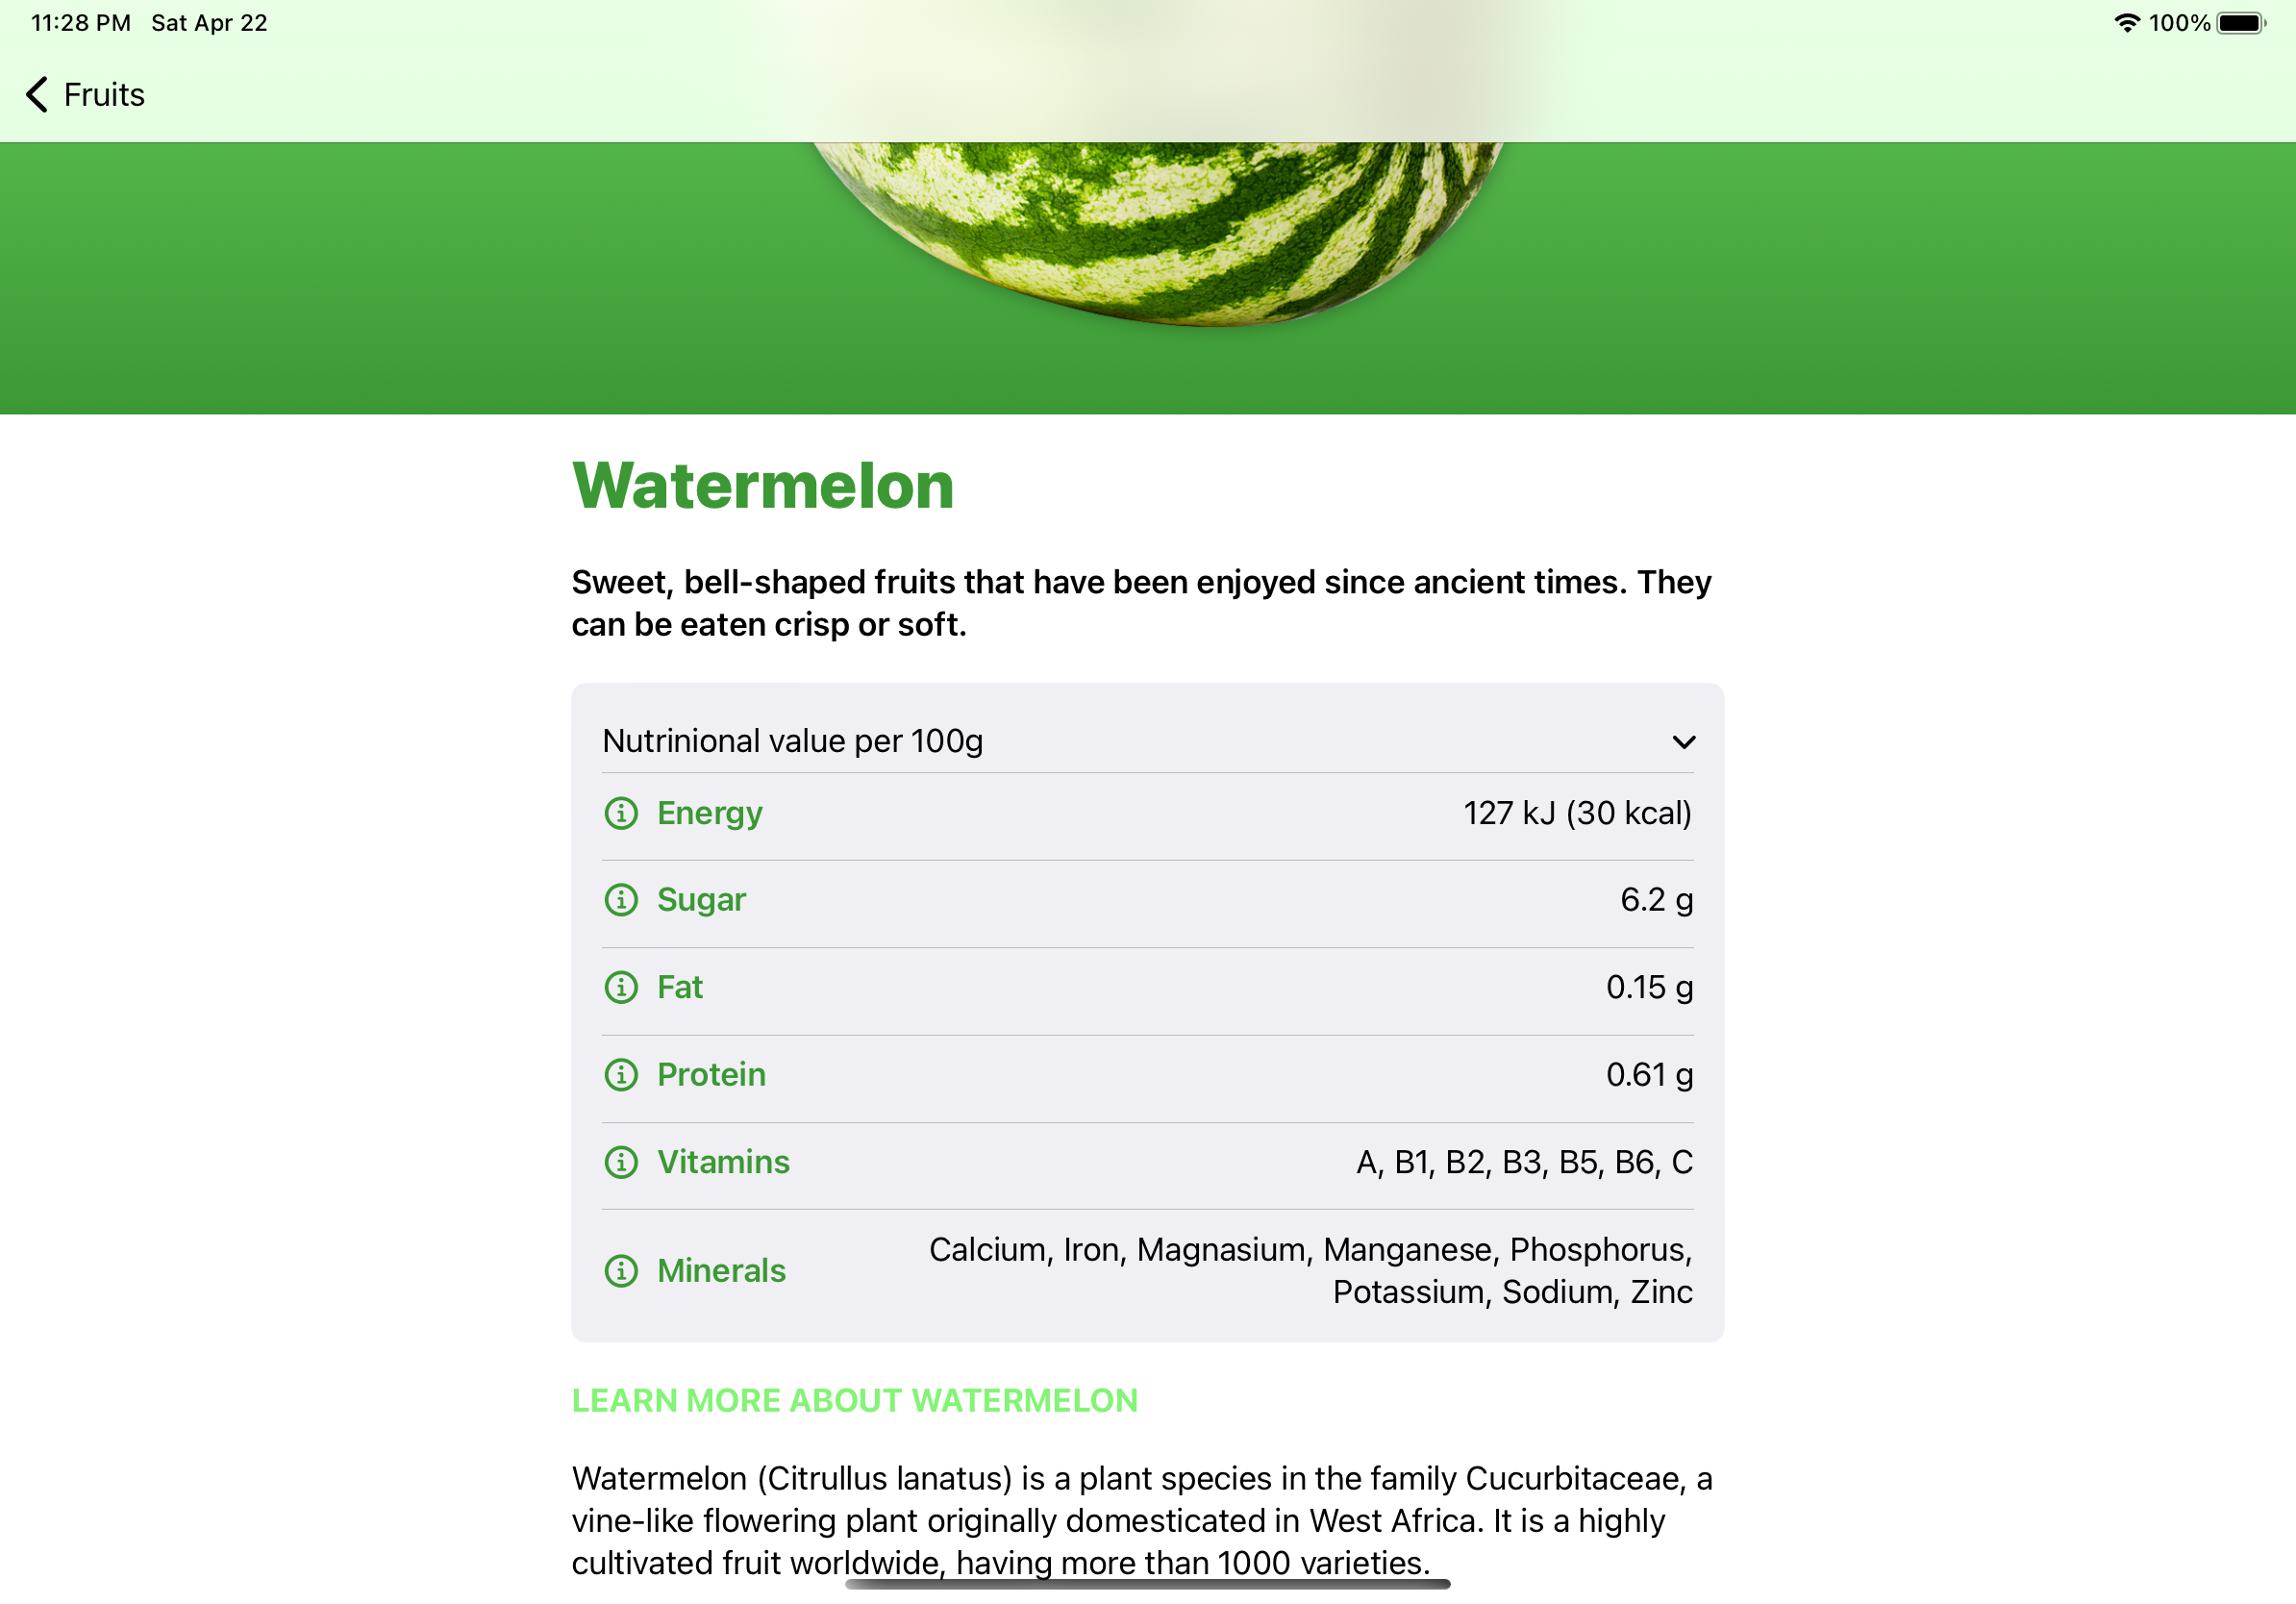 11:28 PM Sat Apr 22
100%
Fruits
Watermelon
Sweet, bell-shaped fruits that have been enjoyed since ancient times. They
can be eaten crisp or soft.
Nutrinional value per 100g
Energy 127 kJ (30 kcal)
Sugar 6.2 g
Fat 0.15 g
Protein 0.61 g
Vitamins A, B1, B2, B3, B5, B6, C
Minerals Calcium, Iron, Magnasium, Manganese, Phosphorus,
Potassium, Sodium, Zinc
LEARN MORE ABOUT WATERMELON
Watermelon (Citrullus lanatus) is a plant species in the family Cucurbitaceae, a
vine-like flowering plant originally domesticated in West Africa. It is a highly
cultivated fruit worldwide, having more than 1000 varieties.